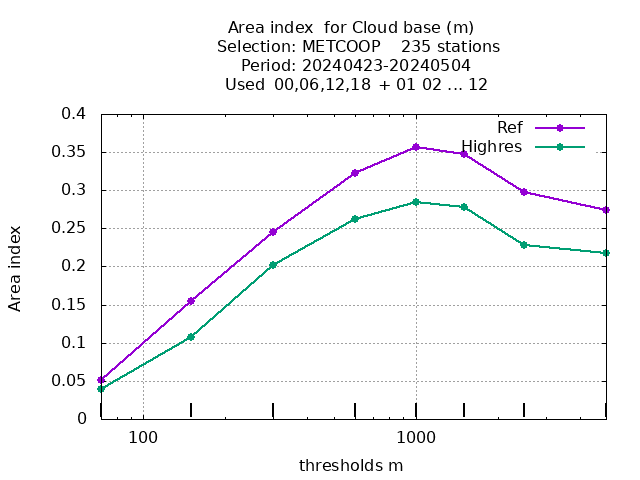 Area index  for Cloud base (m)
Selection: METCOOP    235 stations
Period: 20240423-20240504
Used  00,06,12,18 + 01 02 ... 12
Ref
Highres
0.4
0.35
0.3
0.25
0.2
0.15
0.1
0.05
0
Area index
100
1000
thresholds m